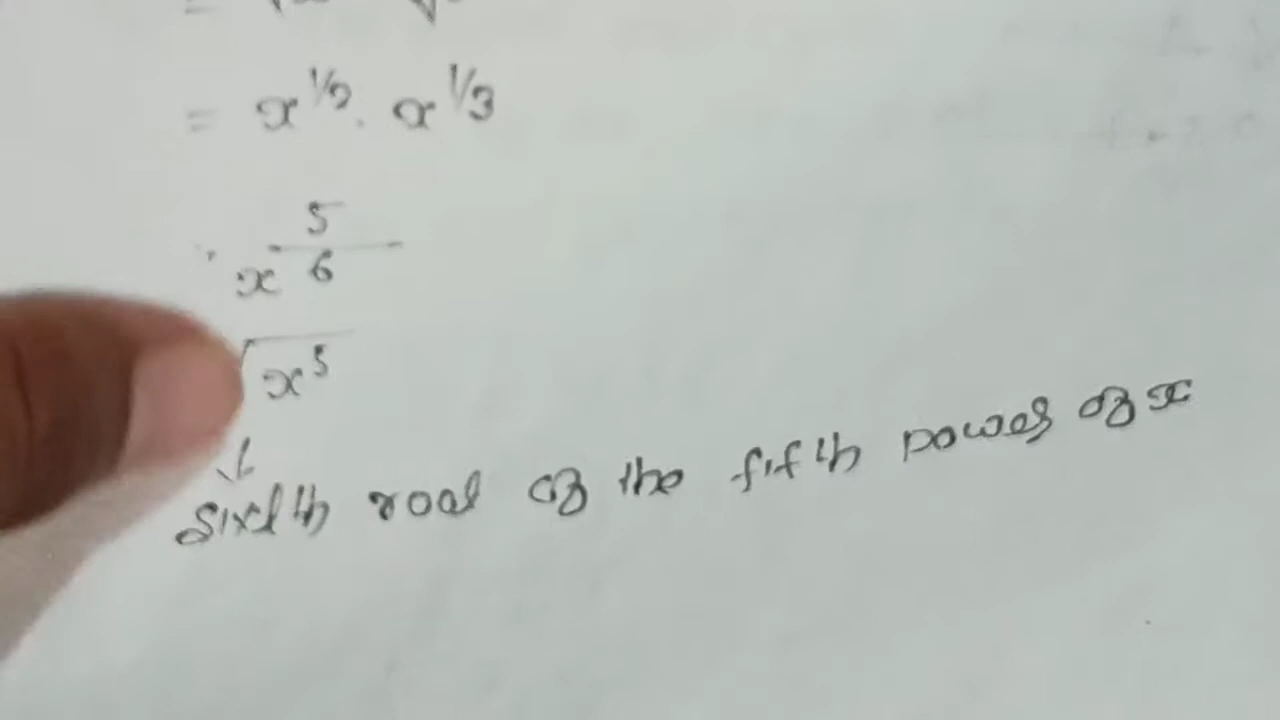 = x^1/2 . x^1/3
x^5/6
√x^5
↓
sixth root of the fifth power of x